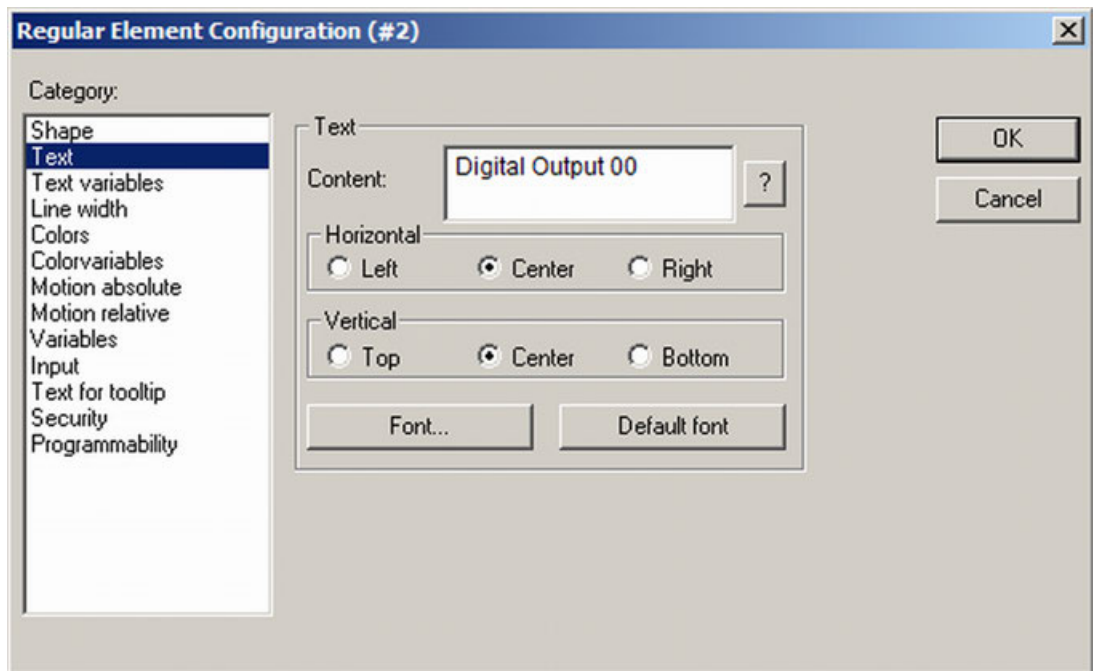 Regular Element Configuration (#2)
Category:
Shape
Text
Text variables
Line width
Colors
Colorvariables
Motion absolute
Motion relative
Variables
Input
Text for tooltip
Security
Programmability
Text
Content:
Digital Output 00
?
Horizontal
Left Center Right
Vertical
Top Center Bottom
Font... Default font
OK
Cancel